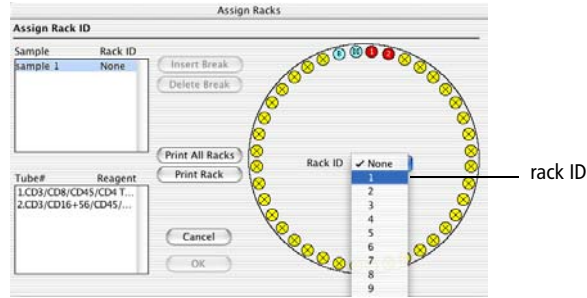 Assign Racks
Assign Rack ID
Sample Rack ID
sample 1 None
Insert Break
Delete Break
Print All Racks
Print Rack
Tube# Reagent
1.CD3/CD8/CD45/CD4 T...
2.CD3/CD16+56/CD45/...
Cancel
OK
1 2
Rack ID ✓ None
1
2
3
4
5
6
7
8
9
rack ID